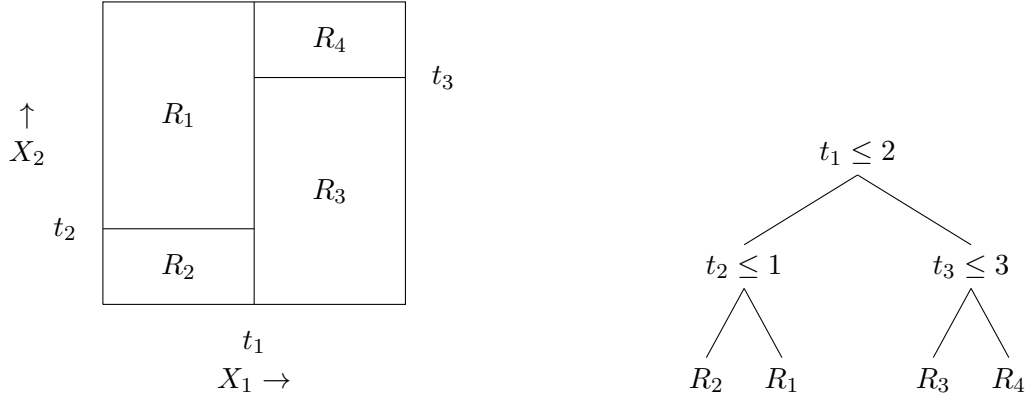 R₄
t₃
R₁
↑
X₂
R₃
t₂
R₂
t₁
X₁ →
t₁ ≤ 2
t₂ ≤ 1
t₃ ≤ 3
R₂ R₁
R₃ R₄